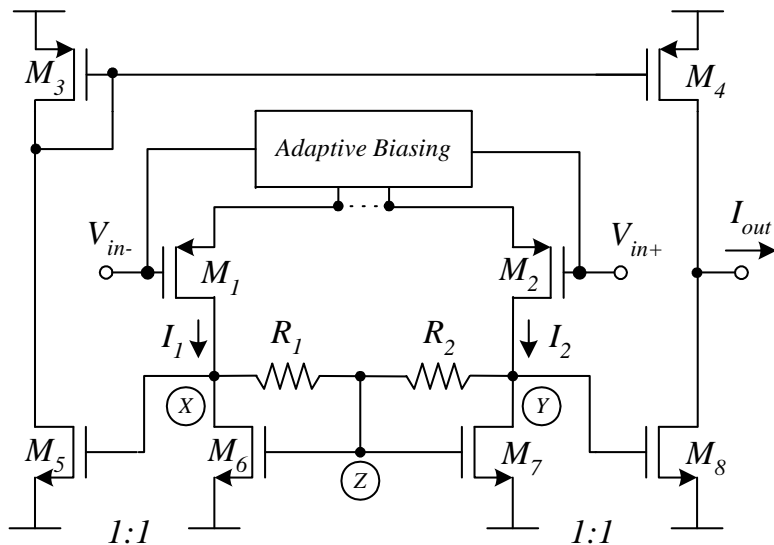 M3
M4
Adaptive Biasing
Vin-
M1
M2
Vin+
Iout
I1
R1
R2
I2
X
Y
M5
M6
Z
M7
M8
1:1
1:1